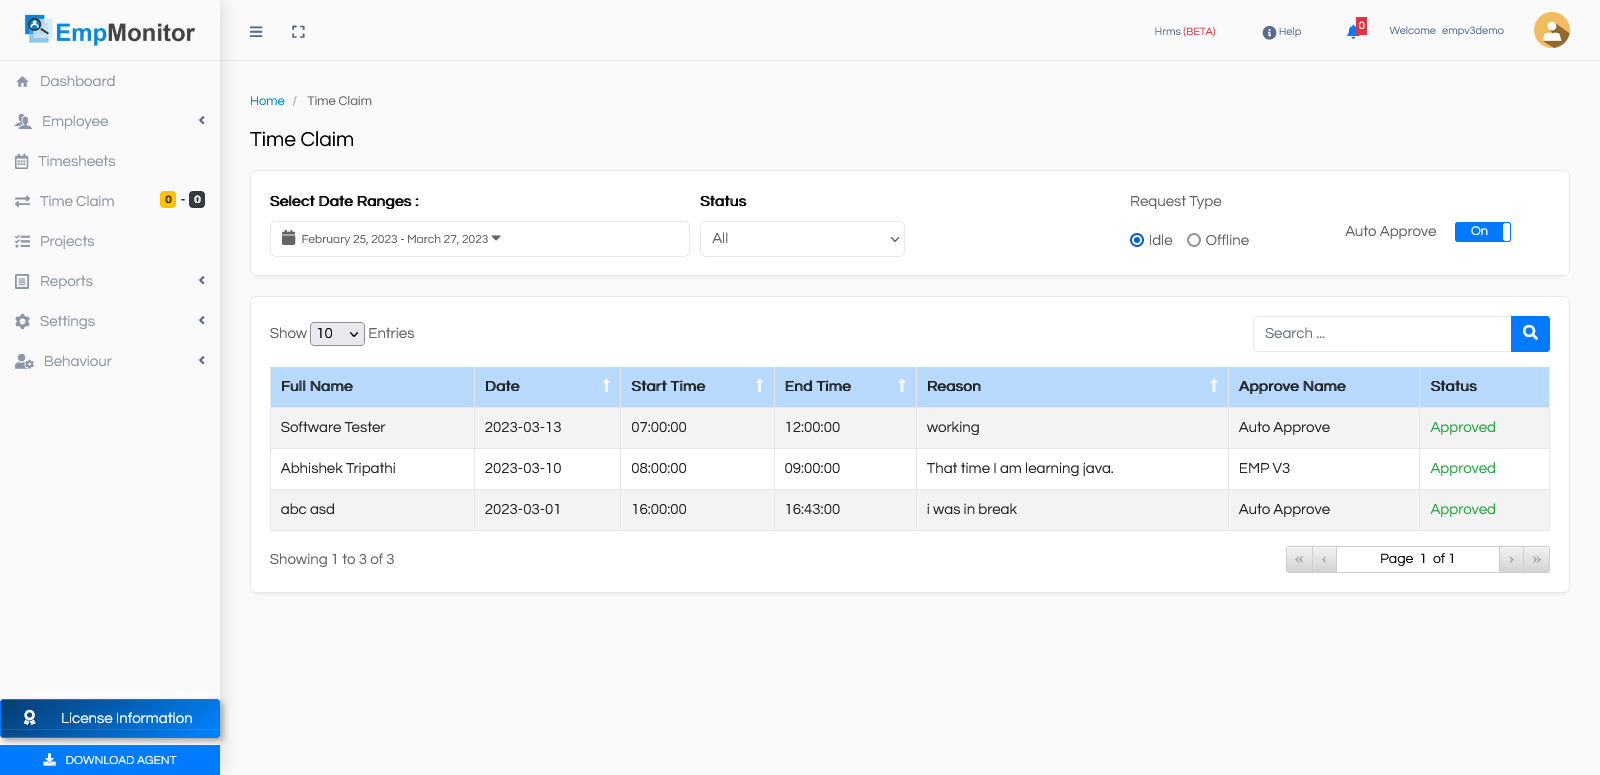 EmpMonitor
Hrms (BETA)
Help
0
Welcome empv3demo
Dashboard
Employee
Timesheets
Time Claim 0 - 0
Projects
Reports
Settings
Behaviour
License Information
DOWNLOAD AGENT
Home / Time Claim
Time Claim
Select Date Ranges : Status Request Type
February 25, 2023 - March 27, 2023 All Idle Offline Auto Approve On
Show 10 Entries Search ...
Full Name Date Start Time End Time Reason Approve Name Status
Software Tester 2023-03-13 07:00:00 12:00:00 working Auto Approve Approved
Abhishek Tripathi 2023-03-10 08:00:00 09:00:00 That time I am learning java. EMP V3 Approved
abc asd 2023-03-01 16:00:00 16:43:00 i was in break Auto Approve Approved
Showing 1 to 3 of 3 « ‹ Page 1 of 1 › »